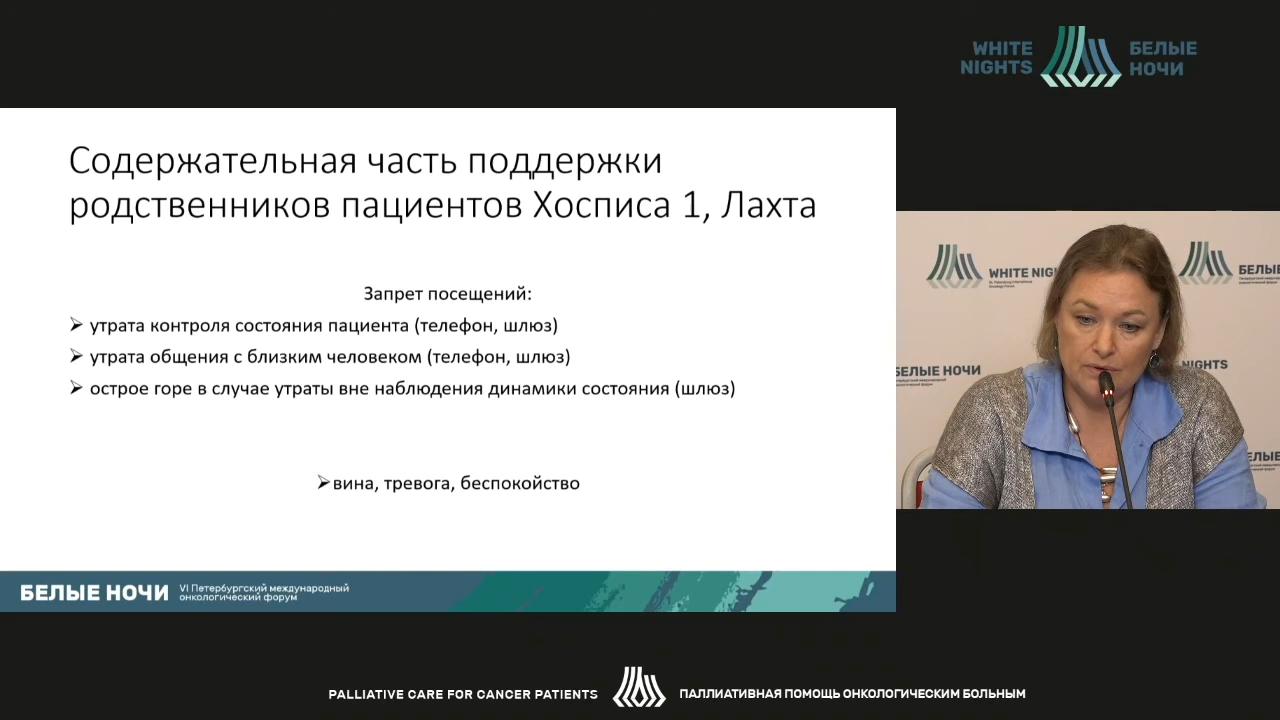 WHITE
NIGHTS
БЕЛЫЕ
НОЧИ
Содержательная часть поддержки
родственников пациентов Хосписа 1, Лахта
Запрет посещений:
➤ утрата контроля состояния пациента (телефон, шлюз)
➤ утрата общения с близким человеком (телефон, шлюз)
➤ острое горе в случае утраты вне наблюдения динамики состояния (шлюз)
➤вина, тревога, беспокойство
БЕЛЫЕ НОЧИ
VI Петербургский международный
онкологический форум
WHITE NIG
БЕЛЫЕ
БЕЛУЕ НОЧИ
NIGHTS
PALLIATIVE CARE FOR CANCER PATIENTS
ПАЛЛИАТИВНАЯ ПОМОЩЬ ОНКОЛОГИЧЕСКИМ БОЛЬНЫМ